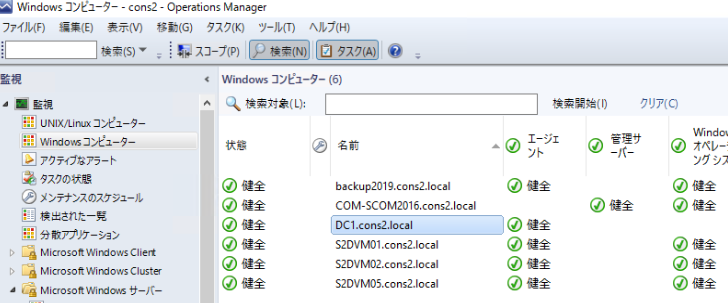 Windows コンピューター - cons2 - Operations Manager
ファイル(F) 編集(E) 表示(V) 移動(G) タスク(K) ツール(T) ヘルプ(H)
検索(S) スコープ(P) 検索(N) タスク(A)
監視
監視
UNIX/Linux コンピューター
Windows コンピューター
アクティブなアラート
タスクの状態
メンテナンスのスケジュール
検出された一覧
分散アプリケーション
Microsoft Windows Client
Microsoft Windows Cluster
Microsoft Windows サーバー
Windows コンピューター (6)
検索対象(L): 検索開始(I) クリア(C)
状態 名前 エージェント 管理サーバー Window オペレーティング シス
健全 backup2019.cons2.local 健全 健全
健全 COM-SCOM2016.cons2.local 健全 健全
健全 DC1.cons2.local 健全
健全 S2DVM01.cons2.local 健全 健全
健全 S2DVM02.cons2.local 健全 健全
健全 S2DVM05.cons2.local 健全 健全